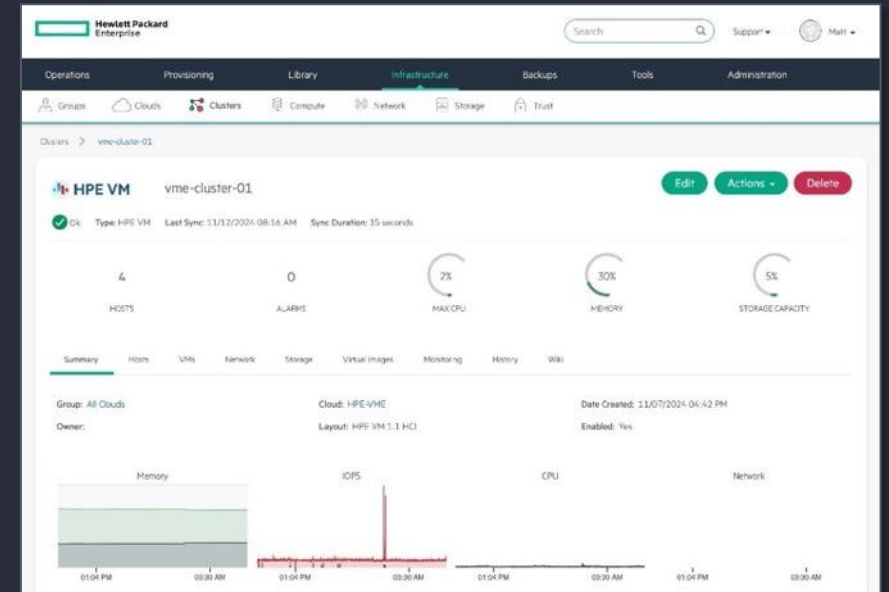 Hewlett Packard
Enterprise
Search
Support
Matt
Operations Provisioning Library Infrastructure Backups Tools Administration
Groups Clouds Clusters Compute Network Storage Trust
Clusters > vme-cluster-01
HPE VM vme-cluster-01
Edit Actions Delete
Ok Type: HPE VM Last Sync: 11/12/2024 08:16 AM Sync Duration: 15 seconds
4 0 2% 30% 5%
HOSTS ALARMS MAX CPU MEMORY STORAGE CAPACITY
Summary Hosts VMs Network Storage Virtual Images Monitoring History Wiki
Group: All Clouds Cloud: HPE-VME Date Created: 11/07/2024 04:42 PM
Owner: Layout: HPE VM 1.1 HCI Enabled: Yes
Memory IOPS CPU Network
01:04 PM 03:30 AM 01:04 PM 03:30 AM 01:04 PM 03:30 AM 01:04 PM 03:30 AM